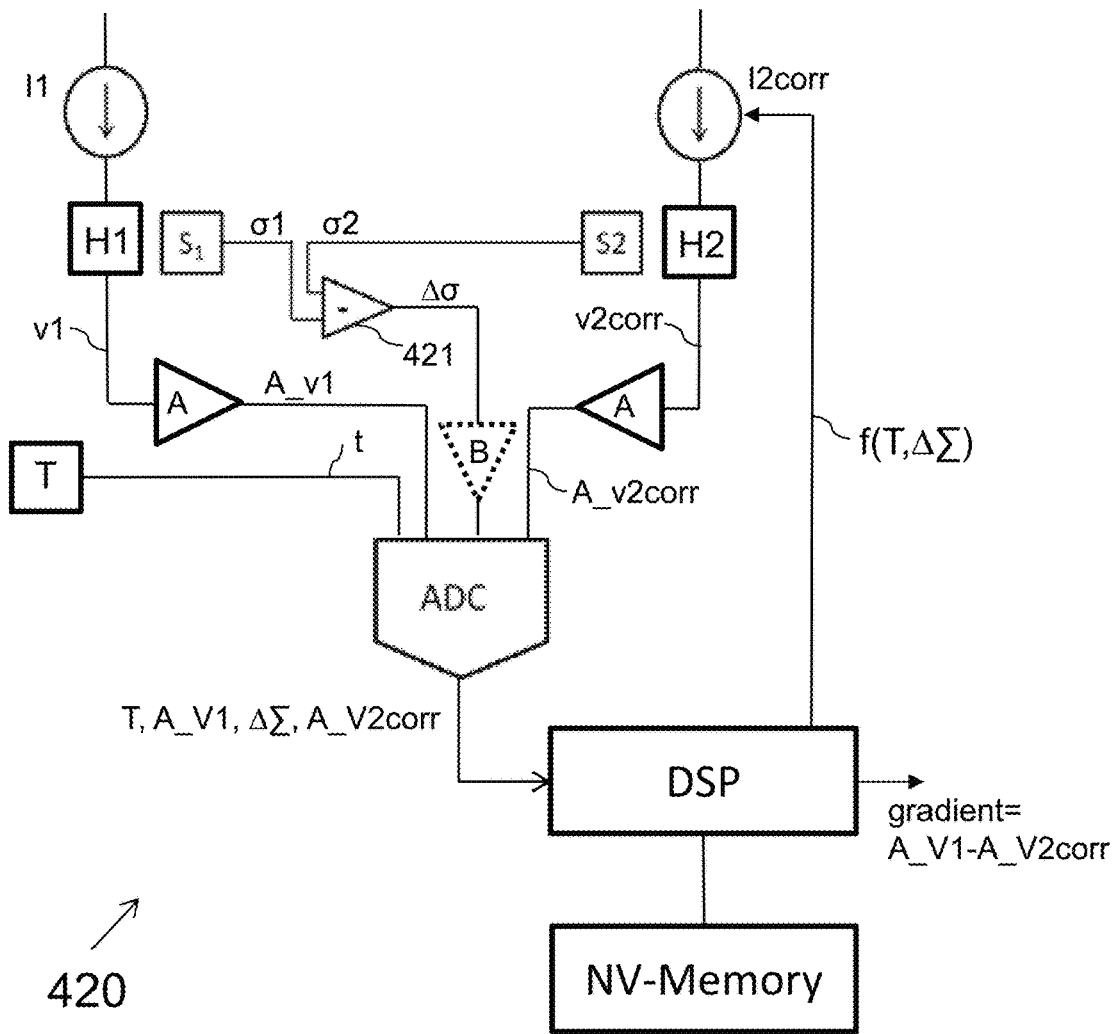 I1
I2corr
H1
S1
σ1
σ2
S2
H2
Δσ
v1
421
v2corr
A
A_v1
B
A
T
t
A_v2corr
f(T,Δ∑)
ADC
T, A_V1, Δ∑, A_V2corr
DSP
gradient=
A_V1-A_V2corr
NV-Memory
420